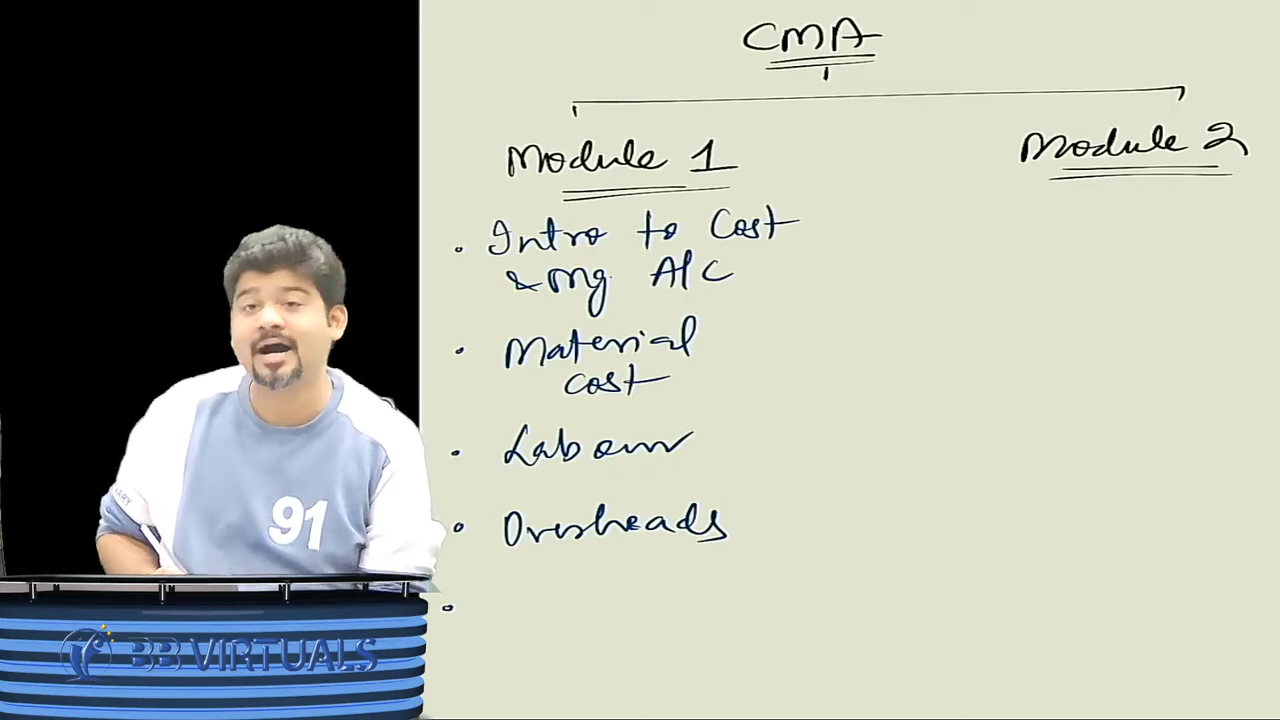 CMA
Module 1
Module 2
. Intro to Cost
& Mg. A/C
. Material
cost
. Labour
. Overheads
.
91
BB VIRTUALS